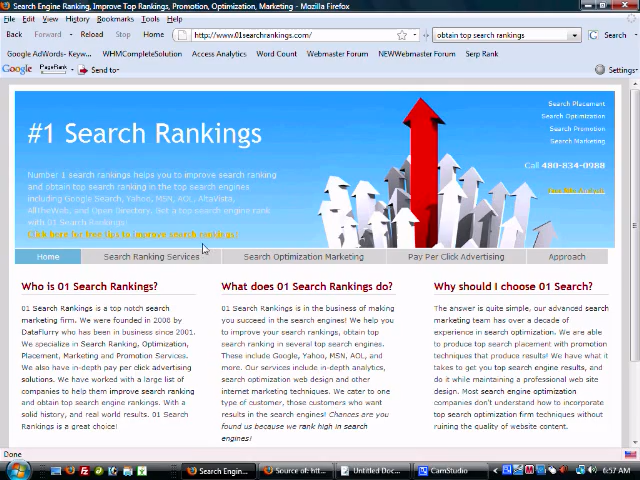 Search Engine Ranking, Improve Top Rankings, Promotion, Optimization, Marketing - Mozilla Firefox
File Edit View History Bookmarks Tools Help
Back Forward Reload Stop Home http://www.01searchrankings.com/ obtain top search rankings Search
Google AdWords- Keyw... WHMCompleteSolution Access Analytics Word Count Webmaster Forum NEWWebmaster Forum Serp Rank
Google PageRank Send to Settings
Search Placement
Search Optimization
Search Promotion
Search Marketing
#1 Search Rankings
Call 480-834-0988
Number 1 search rankings helps you to improve search ranking
and obtain top search ranking in the top search engines
including Google Search, Yahoo, MSN, AOL, AltaVista,
AllTheWeb, and Open Directory. Get a top search engine rank
with 01 Search Rankings!
Click here for free tips to improve search rankings!
Home Search Ranking Services Search Optimization Marketing Pay Per Click Advertising Approach
Who is 01 Search Rankings?
01 Search Rankings is a top notch search
marketing firm. We were founded in 2008 by
DataFlurry who has been in business since 2001.
We specialize in Search Ranking, Optimization,
Placement, Marketing and Promotion Services.
We also have in-depth pay per click advertising
solutions. We have worked with a large list of
companies to help them improve search ranking
and obtain top search engine rankings. With a
solid history, and real world results. 01 Search
Rankings is a great choice!
What does 01 Search Rankings do?
01 Search Rankings is in the business of making
you succeed in the search engines! We help you
to improve your search rankings, obtain top
search ranking in several top search engines.
These include Google, Yahoo, MSN, AOL, and
more. Our services include in-depth analytics,
search optimization web design and other
internet marketing techniques. We cater to one
type of customer, those customers who want
results in the search engines! Chances are you
found us because we rank high in search
engines!
Why should I choose 01 Search?
The answer is quite simple, our advanced search
marketing team has over a decade of
experience in search optimization. We are able to
produce top search placement with promotion
techniques that produce results! We have what it
takes to get you top search engine results, and
do it while maintaining a professional web site
design. Most search engine optimization
companies don't understand how to incorporate
top search optimization firm techniques without
ruining the quality of website content.
Done
Search Engin... Source of: htt... Untitled Doc... CamStudio 6:57 AM